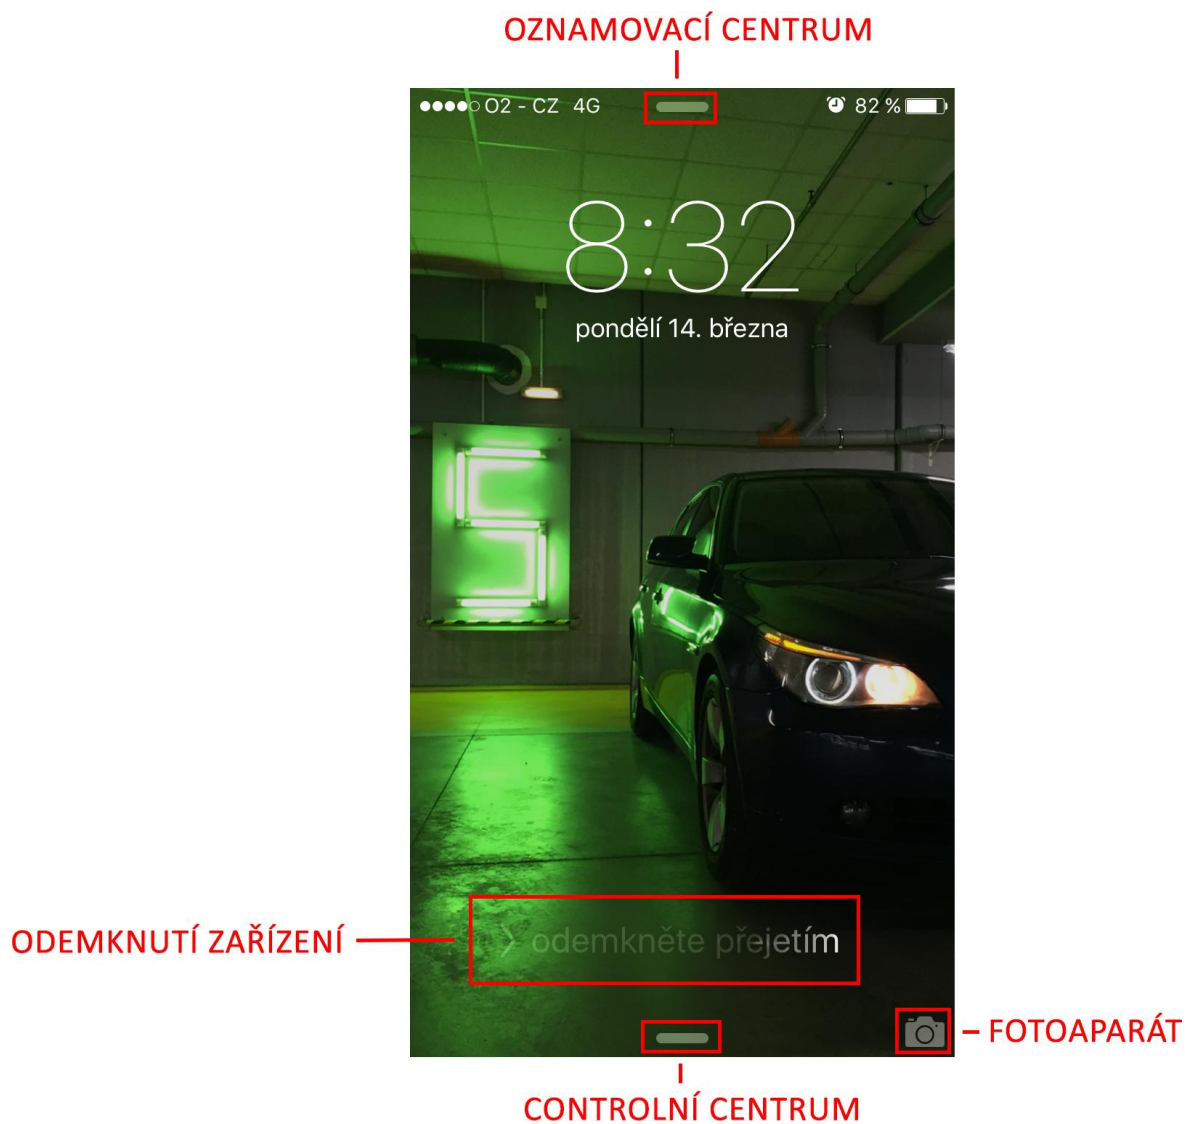 OZNAMOVACÍ CENTRUM
O2 - CZ 4G 82 %
8:32
pondělí 14. března
S
ODEMKNUTÍ ZAŘÍZENÍ
> odemkněte přejetím
FOTOAPARÁT
CONTROLNÍ CENTRUM